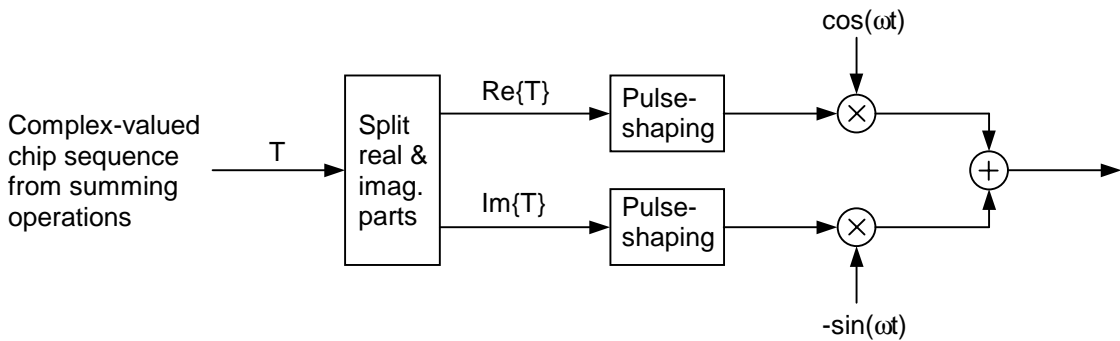 cos(ωt)
Complex-valued
chip sequence
from summing
operations
T
Split
real &
imag.
parts
Re{T}
Pulse-
shaping
Im{T}
Pulse-
shaping
-sin(ωt)